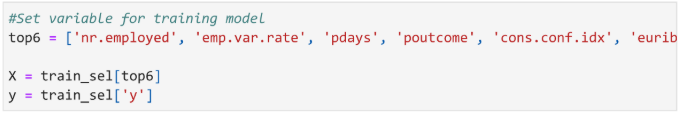 #Set variable for training model
top6 = ['nr.employed', 'emp.var.rate', 'pdays', 'poutcome', 'cons.conf.idx', 'eurib
X = train_sel[top6]
y = train_sel['y']